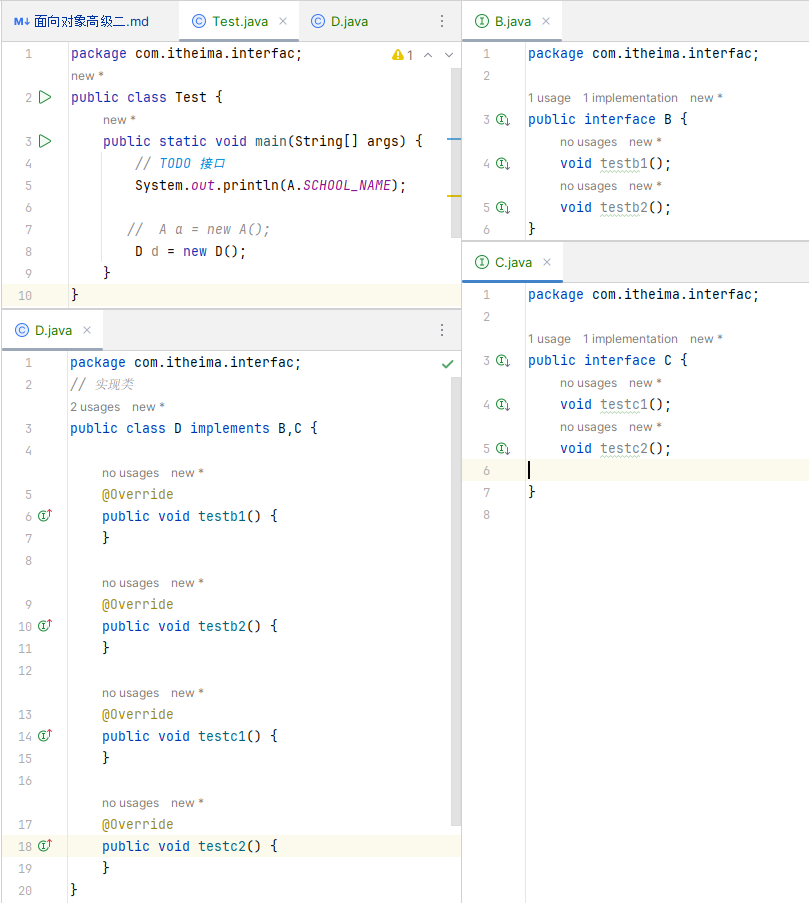 面向对象高级二.md Test.java D.java
1 package com.itheima.interfac; 1
new *
2 public class Test {
new *
3 public static void main(String[] args) {
4 // TODO 接口
5 System.out.println(A.SCHOOL_NAME);
6
7 // A a = new A();
8 D d = new D();
9 }
10 }
D.java
1 package com.itheima.interfac;
2 // 实现类
2 usages new *
3 public class D implements B,C {
4
no usages new *
5 @Override
6 public void testb1() {
7 }
8
no usages new *
9 @Override
10 public void testb2() {
11 }
12
no usages new *
13 @Override
14 public void testc1() {
15 }
16
no usages new *
17 @Override
18 public void testc2() {
19 }
20 }
B.java
1 package com.itheima.interfac;
2
1 usage 1 implementation new *
3 public interface B {
no usages new *
4 void testb1();
no usages new *
5 void testb2();
6 }
C.java
1 package com.itheima.interfac;
2
1 usage 1 implementation new *
3 public interface C {
no usages new *
4 void testc1();
no usages new *
5 void testc2();
6
7 }
8